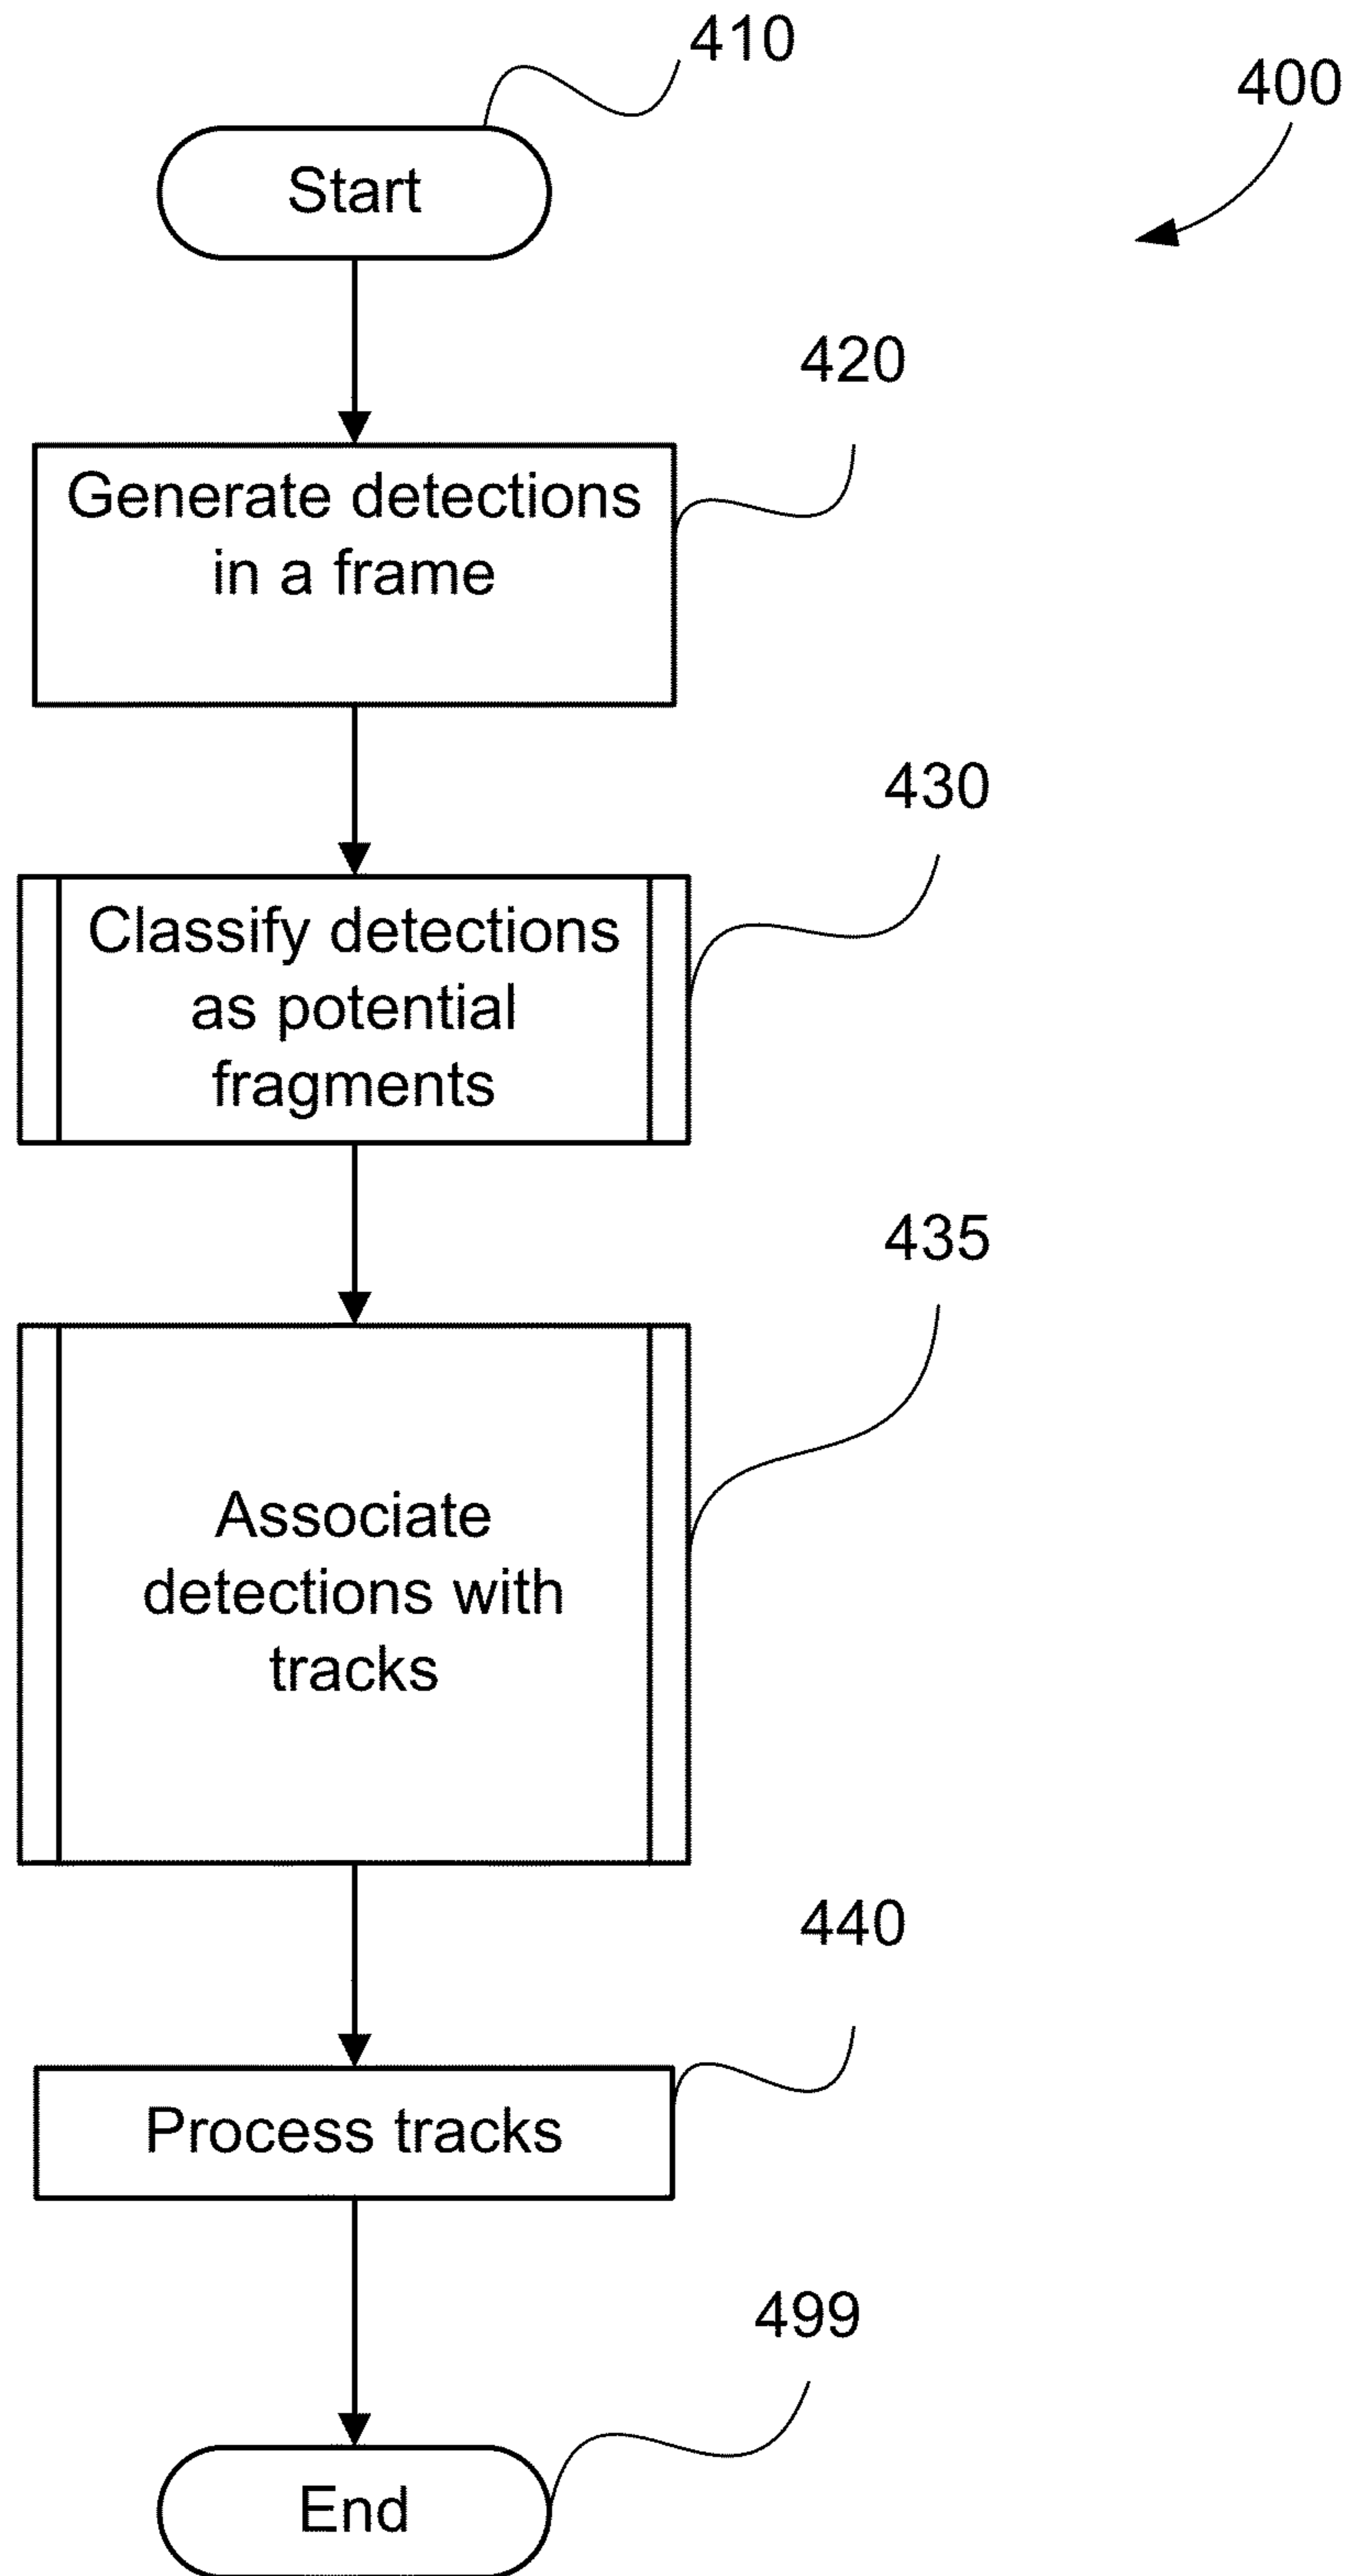 410
400
Start
420
Generate detections
in a frame
430
Classify detections
as potential
fragments
435
Associate
detections with
tracks
440
Process tracks
499
End